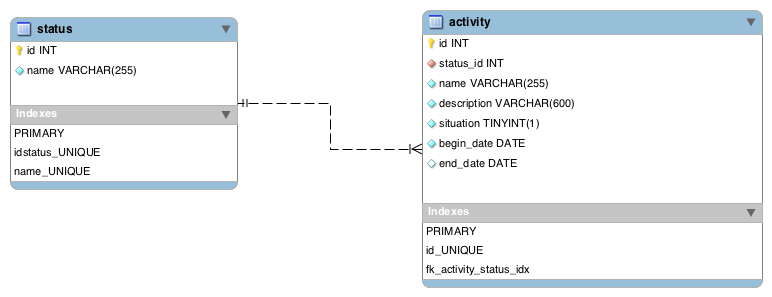 status
id INT
name VARCHAR(255)
Indexes
PRIMARY
idstatus_UNIQUE
name_UNIQUE
activity
id INT
status_id INT
name VARCHAR(255)
description VARCHAR(600)
situation TINYINT(1)
begin_date DATE
end_date DATE
Indexes
PRIMARY
id_UNIQUE
fk_activity_status_idx